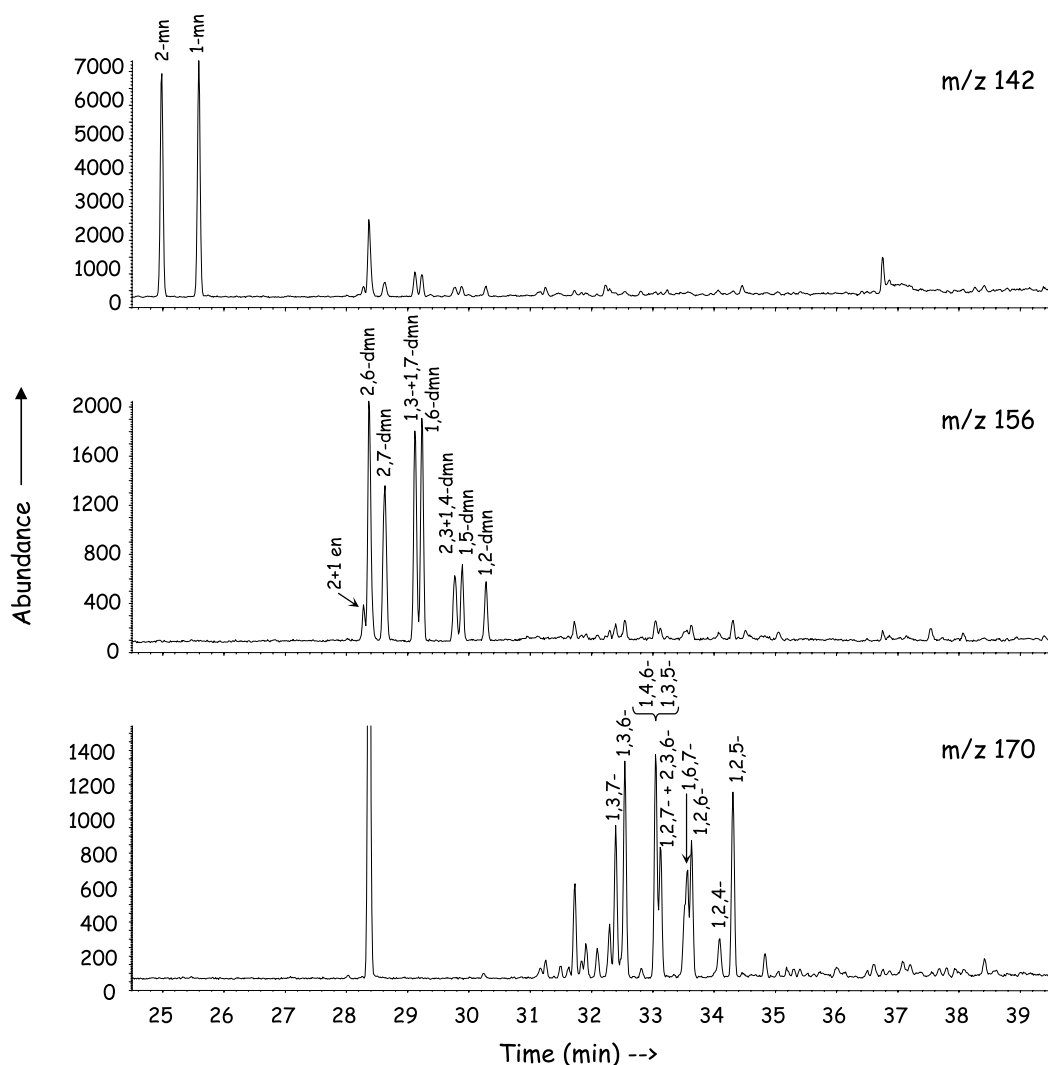 2-mn
1-mn
m/z 142
7000
6000
5000
4000
3000
2000
1000
0
2,6-dmn
1,3-+1,7-dmn
1,6-dmn
2,7-dmn
2,3+1,4-dmn
1,5-dmn
1,2-dmn
2+1 en
m/z 156
2000
1600
1200
800
400
0
1,4,6-
1,3,5-
1,3,7-
1,3,6-
1,2,7- + 2,3,6-
1,6,7-
1,2,6-
1,2,4-
1,2,5-
m/z 170
1400
1200
1000
800
600
400
200
0
25 26 27 28 29 30 31 32 33 34 35 36 37 38 39
Abundance
Time (min) -->